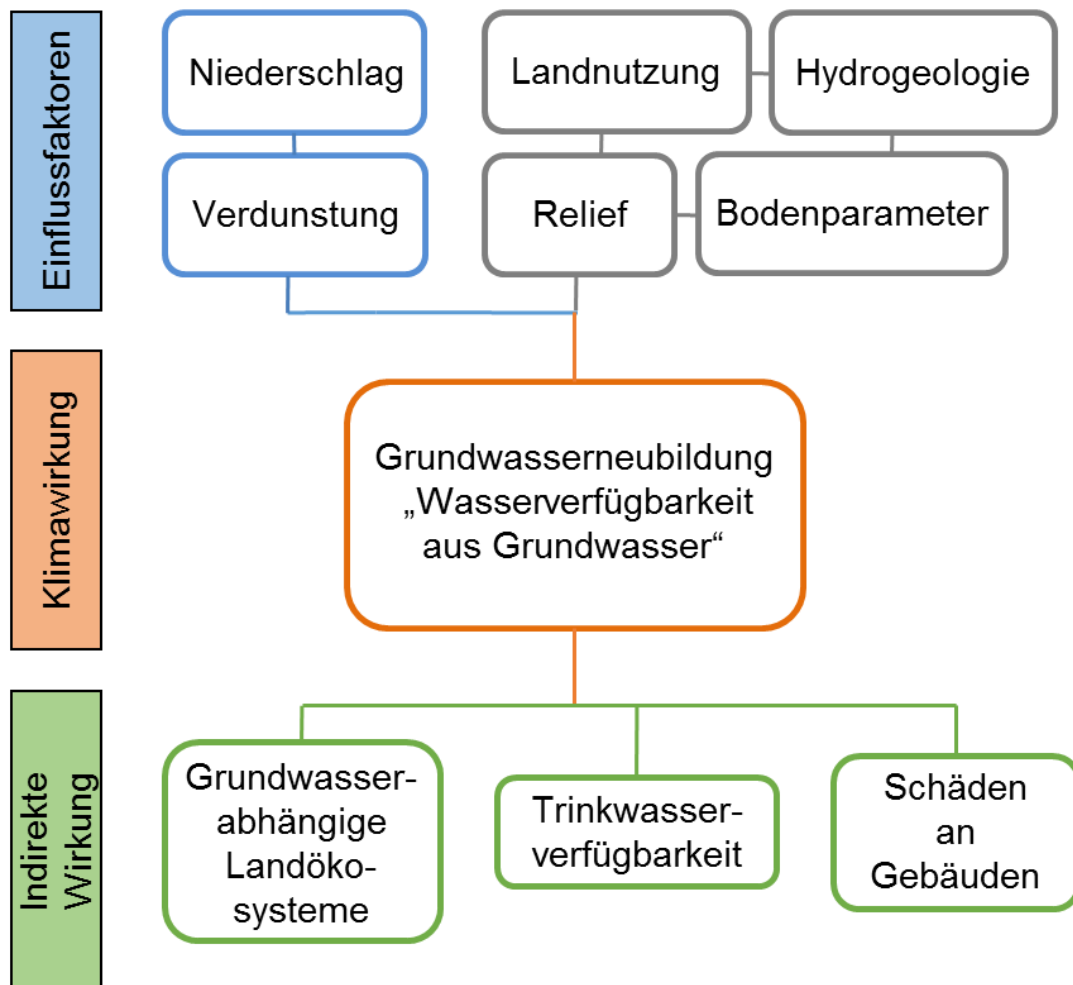 Einflussfaktoren
Niederschlag
Landnutzung
Hydrogeologie
Verdunstung
Relief
Bodenparameter
Klimawirkung
Grundwasserneubildung
„Wasserverfügbarkeit
aus Grundwasser“
Indirekte
Wirkung
Grundwasser-
abhängige
Landöko-
systeme
Trinkwasser-
verfügbarkeit
Schäden
an
Gebäuden